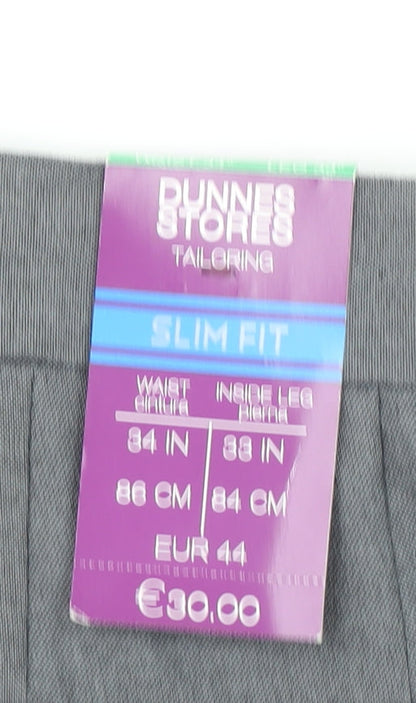 DUNNES
STORES
TAILORING
SLIM FIT
WAIST INSIDE LEG
34 IN 33 IN
86 CM 84 CM
EUR 44
€30.00